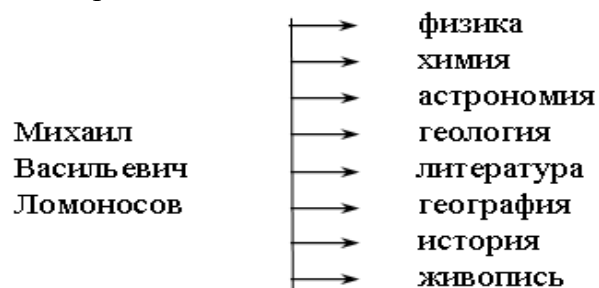 физика
химия
астрономия
Михаил
геология
Васильевич
литература
Ломоносов
география
история
живопись